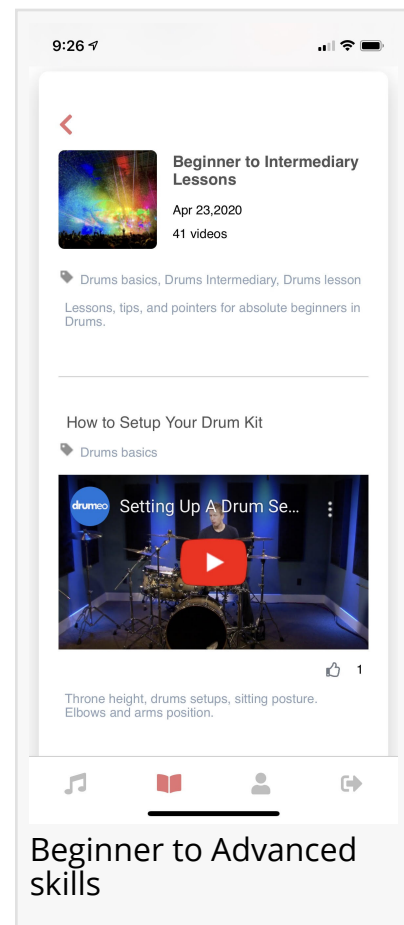 9:26
Beginner to Intermediary
Lessons
Apr 23,2020
41 videos
Drums basics, Drums Intermediary, Drums lesson
Lessons, tips, and pointers for absolute beginners in
Drums.
How to Setup Your Drum Kit
Drums basics
drumeo
Setting Up A Drum Se...
1
Throne height, drums setups, sitting posture.
Elbows and arms position.
Beginner to Advanced
skills